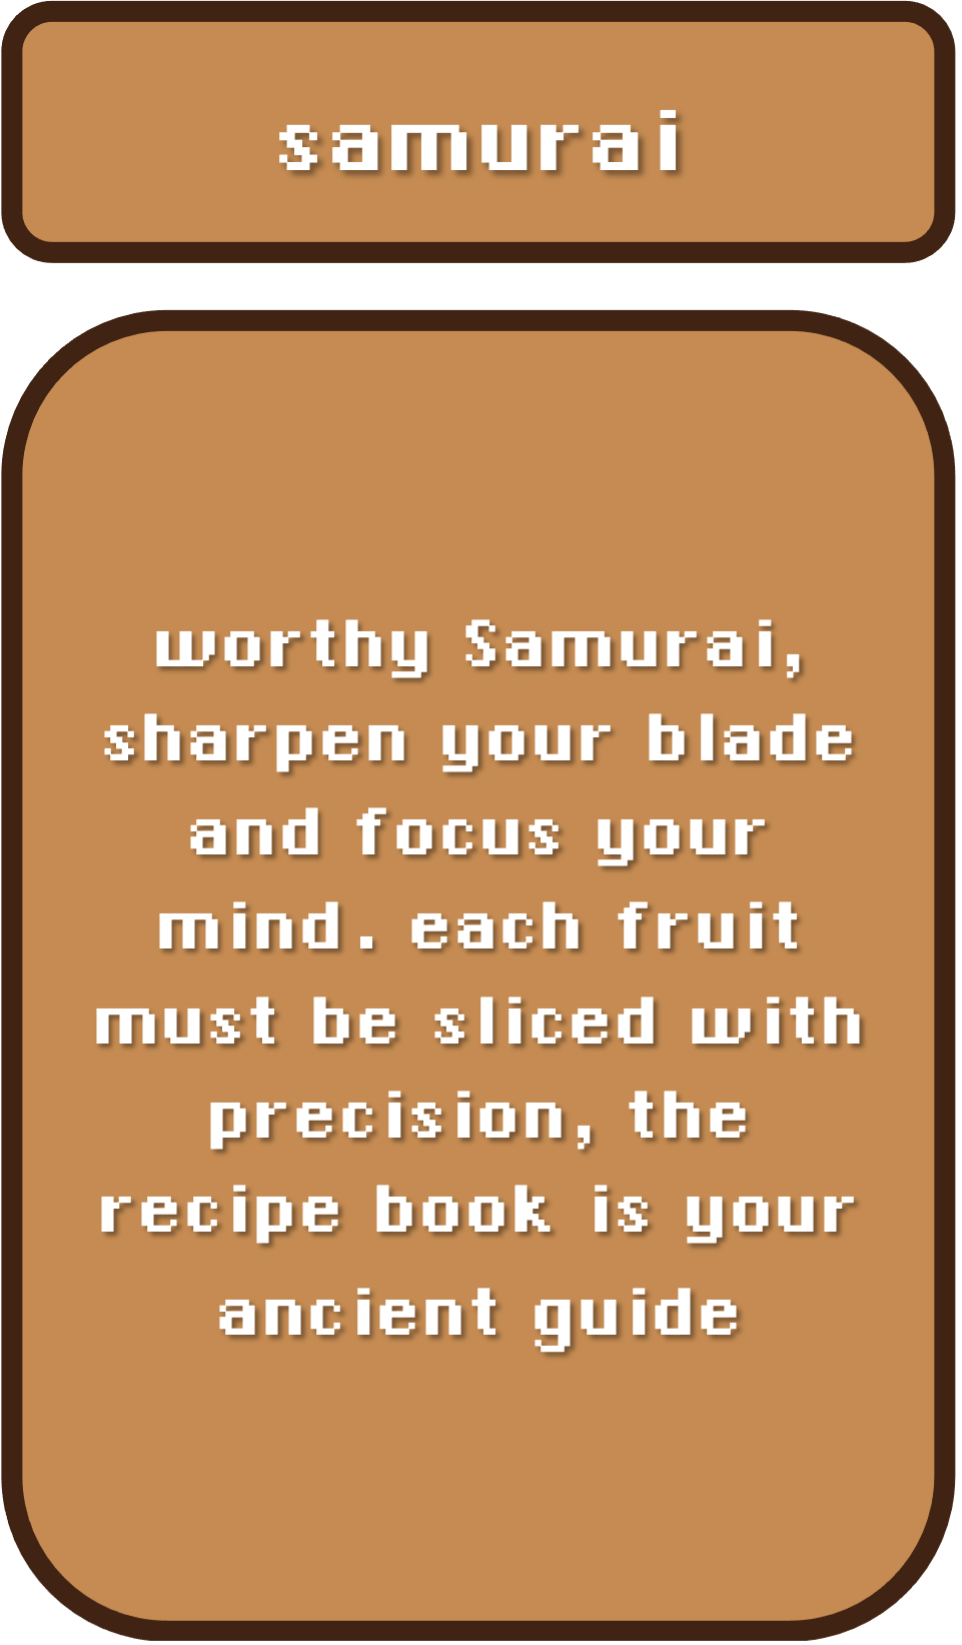 samurai
worthy Samurai,
sharpen your blade
and focus your
mind. each fruit
must be sliced with
precision, the
recipe book is your
ancient guide